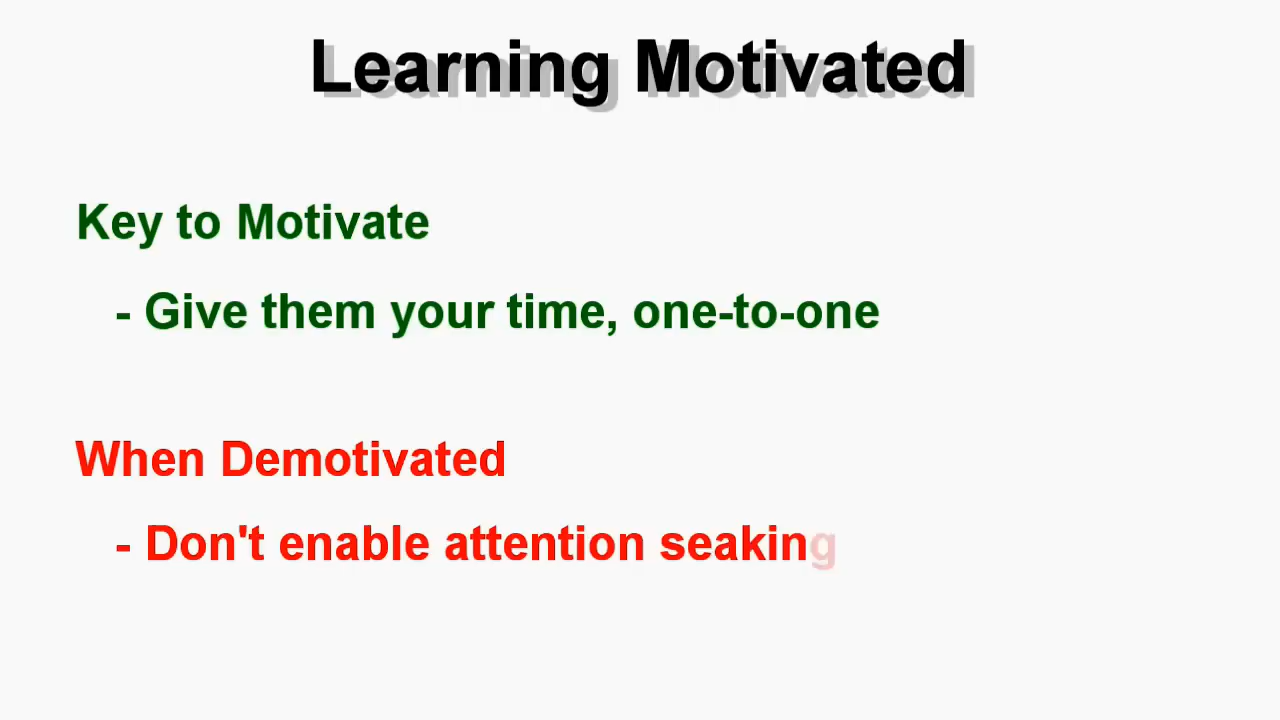 Learning Motivated
Key to Motivate
- Give them your time, one-to-one
When Demotivated
- Don't enable attention seaking